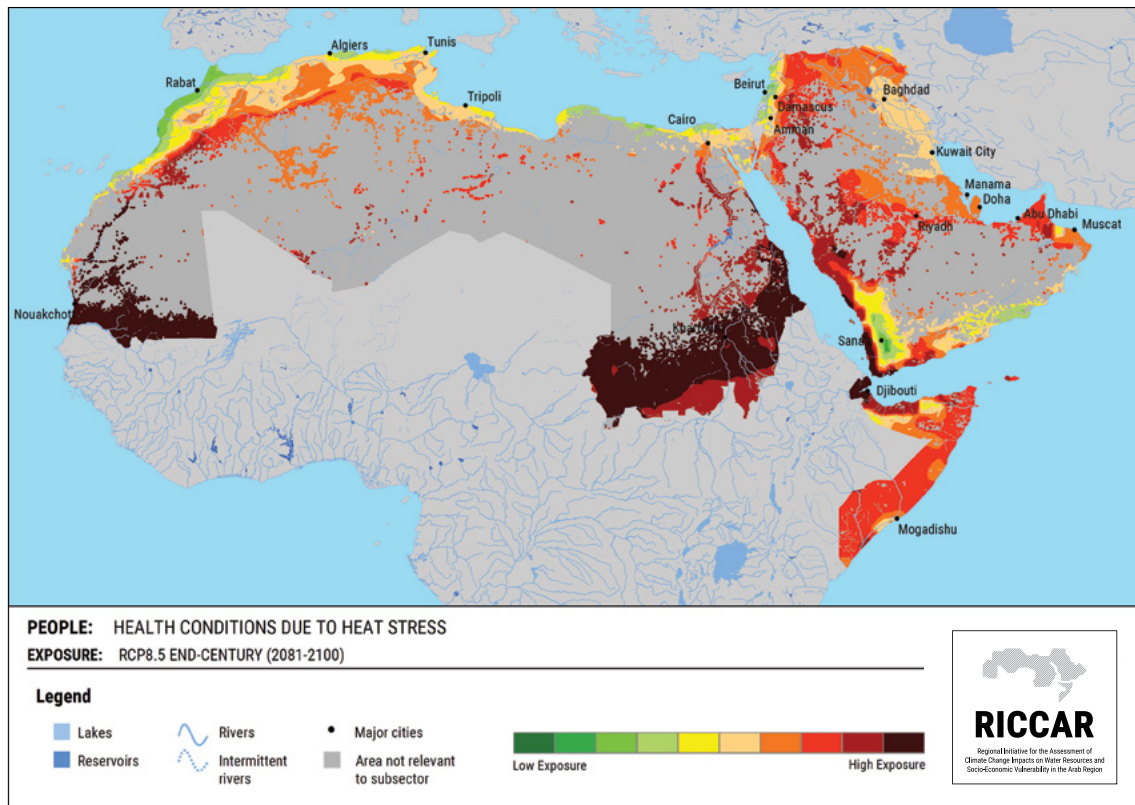 Algiers
Tunis
Rabat
Tripoli
Beirut
Damascus
Baghdad
Cairo
Amman
Kuwait City
Manama
Doha
Abu Dhabi
Riyadh
Muscat
Nouakchott
Khartoum
Sanaa
Djibouti
Mogadishu
PEOPLE: HEALTH CONDITIONS DUE TO HEAT STRESS
EXPOSURE: RCP8.5 END-CENTURY (2081-2100)
Legend
Lakes
Rivers
Major cities
Reservoirs
Intermittent
rivers
Area not relevant
to subsector
Low Exposure
High Exposure
RICCAR
Regional Initiative for the Assessment of
Climate Change Impacts on Water Resources and
Socio-Economic Vulnerability in the Arab Region